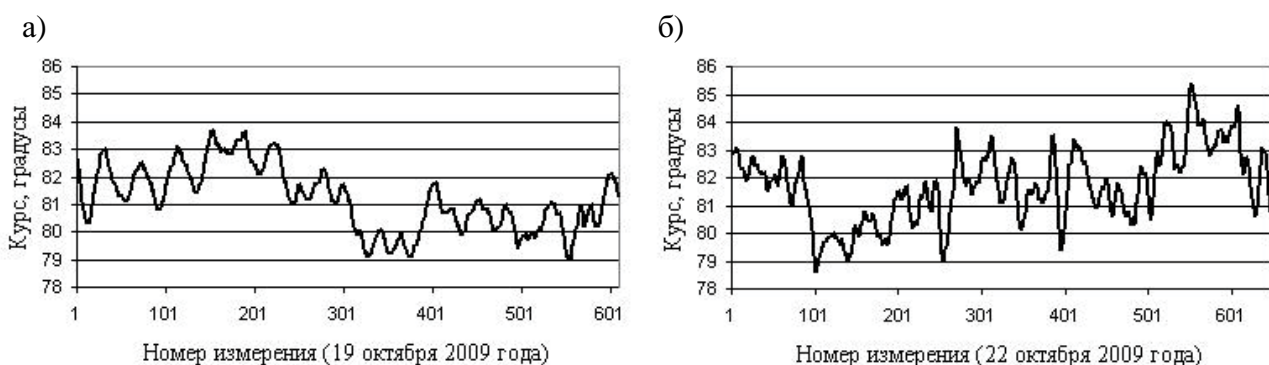 а)
86
85
84
83
82
81
80
79
78
Курс, градусы
1 101 201 301 401 501 601
Номер измерения (19 октября 2009 года)
б)
86
85
84
83
82
81
80
79
78
Курс, градусы
1 101 201 301 401 501 601
Номер измерения (22 октября 2009 года)